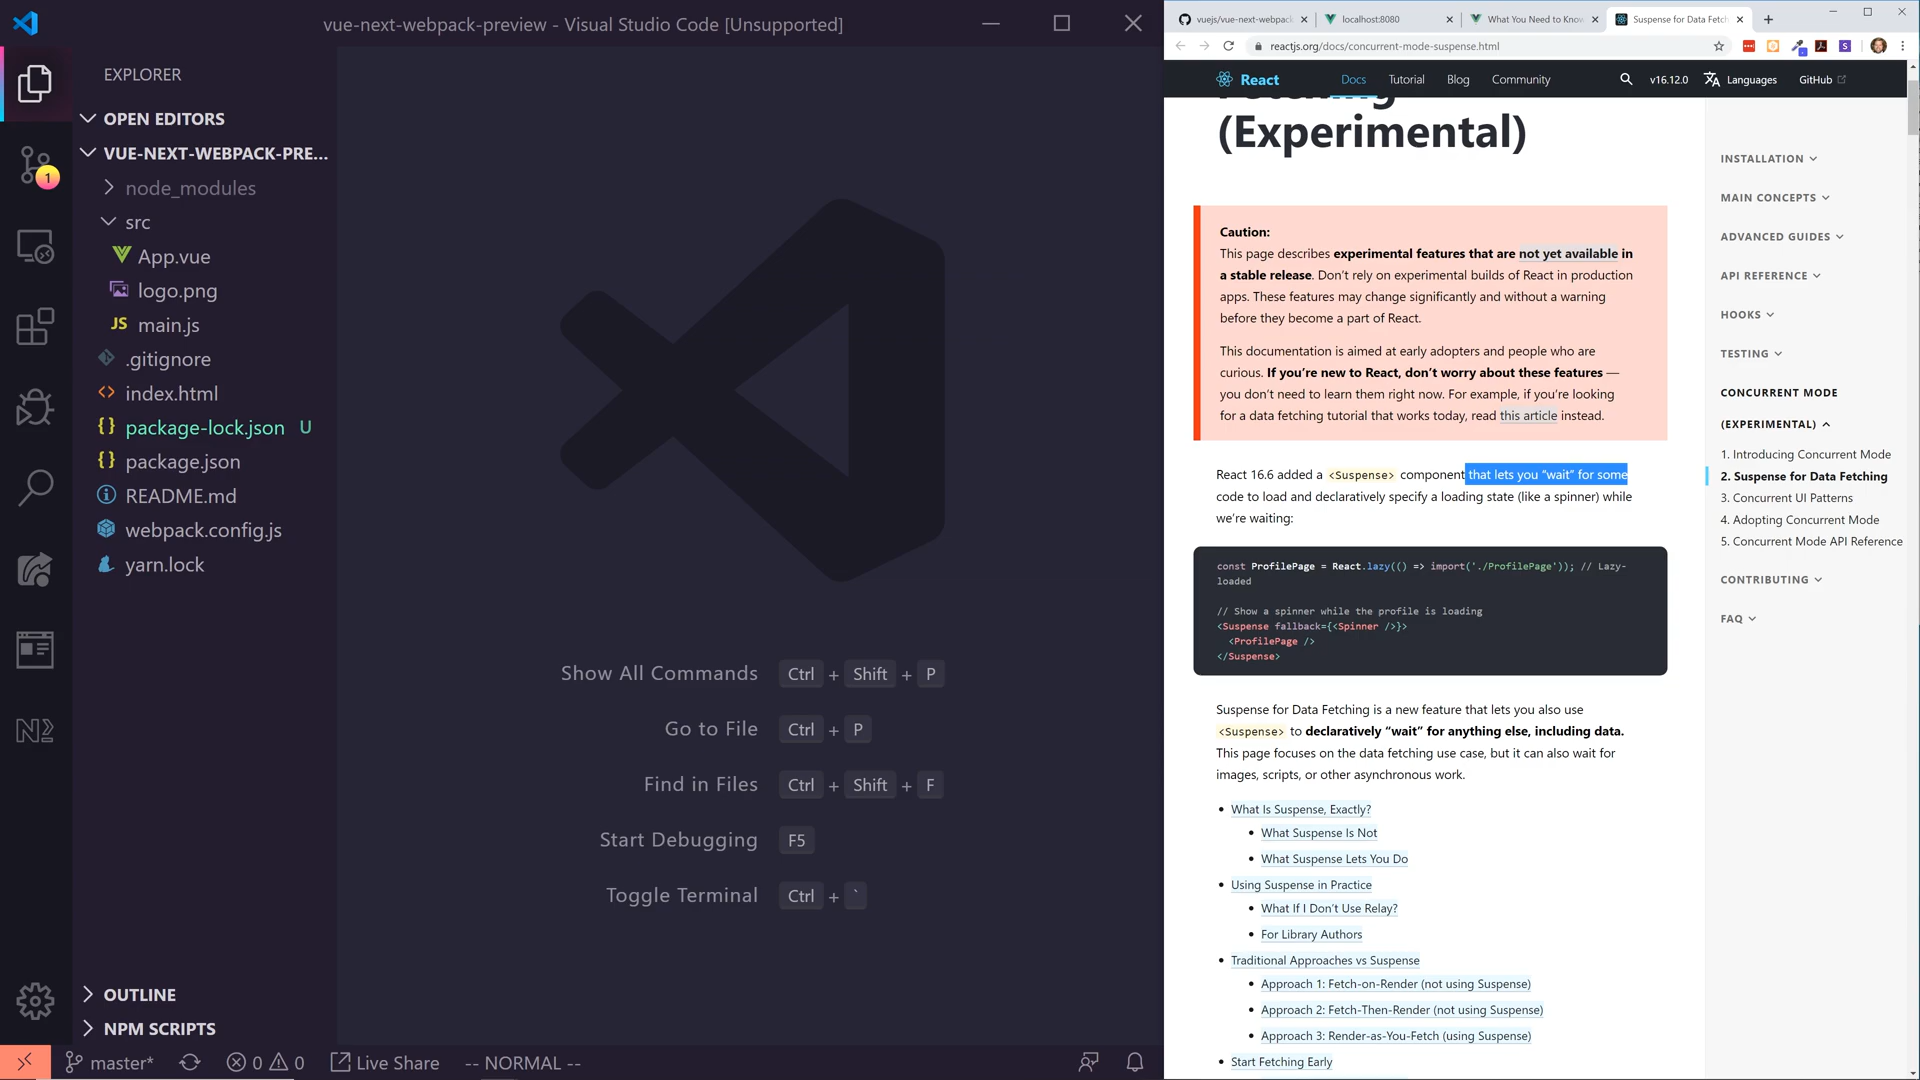 vue-next-webpack-preview - Visual Studio Code [Unsupported]
EXPLORER
OPEN EDITORS
VUE-NEXT-WEBPACK-PRE...
node_modules
src
App.vue
logo.png
JS main.js
.gitignore
<> index.html
{} package-lock.json U
{} package.json
README.md
webpack.config.js
yarn.lock
1
N
OUTLINE
NPM SCRIPTS
Show All Commands Ctrl + Shift + P
Go to File Ctrl + P
Find in Files Ctrl + Shift + F
Start Debugging F5
Toggle Terminal Ctrl + `
master* 0 0 Live Share -- NORMAL --
vuejs/vue-next-webpack localhost:8080 What You Need to Know Suspense for Data Fetch
reactjs.org/docs/concurrent-mode-suspense.html
React Docs Tutorial Blog Community v16.12.0 Languages GitHub
Fetching
(Experimental)
Caution:
This page describes experimental features that are not yet available in
a stable release. Don’t rely on experimental builds of React in production
apps. These features may change significantly and without a warning
before they become a part of React.
This documentation is aimed at early adopters and people who are
curious. If you’re new to React, don’t worry about these features —
you don’t need to learn them right now. For example, if you’re looking
for a data fetching tutorial that works today, read this article instead.
React 16.6 added a <Suspense> component that lets you “wait” for some
code to load and declaratively specify a loading state (like a spinner) while
we’re waiting:
const ProfilePage = React.lazy(() => import('./ProfilePage')); // Lazy-
loaded
// Show a spinner while the profile is loading
<Suspense fallback={<Spinner />}>
<ProfilePage />
</Suspense>
Suspense for Data Fetching is a new feature that lets you also use
<Suspense> to declaratively “wait” for anything else, including data.
This page focuses on the data fetching use case, but it can also wait for
images, scripts, or other asynchronous work.
• What Is Suspense, Exactly?
• What Suspense Is Not
• What Suspense Lets You Do
• Using Suspense in Practice
• What If I Don’t Use Relay?
• For Library Authors
• Traditional Approaches vs Suspense
• Approach 1: Fetch-on-Render (not using Suspense)
• Approach 2: Fetch-Then-Render (not using Suspense)
• Approach 3: Render-as-You-Fetch (using Suspense)
• Start Fetching Early
INSTALLATION
MAIN CONCEPTS
ADVANCED GUIDES
API REFERENCE
HOOKS
TESTING
CONCURRENT MODE
(EXPERIMENTAL)
1. Introducing Concurrent Mode
2. Suspense for Data Fetching
3. Concurrent UI Patterns
4. Adopting Concurrent Mode
5. Concurrent Mode API Reference
CONTRIBUTING
FAQ